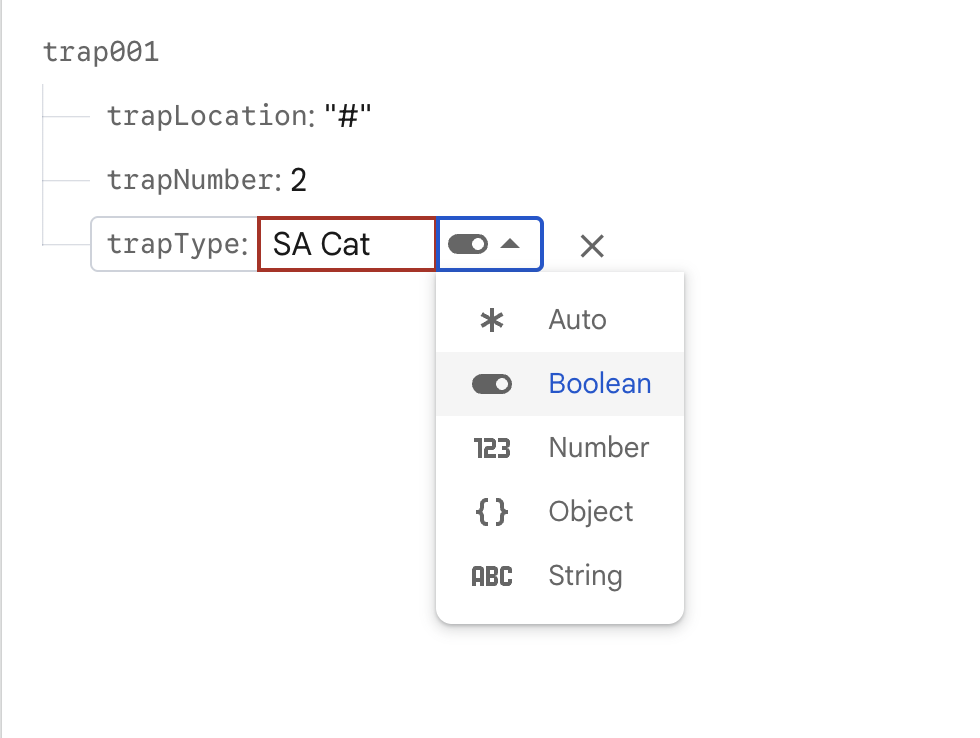 trap001
trapLocation: "#"
trapNumber: 2
trapType: SA Cat
Auto
Boolean
123 Number
{ } Object
ABC String